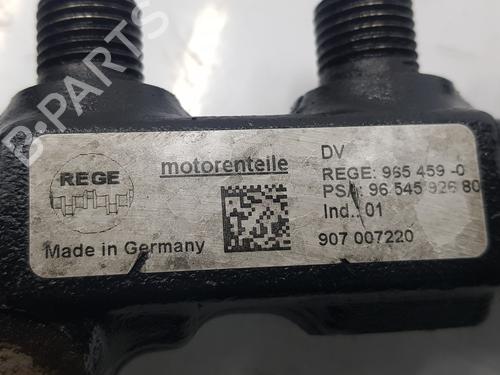 B-PARTS
REGE
motorenteile
Made in Germany
DV
REGE: 965 459 -0
PSA: 96 545 926 80
Ind.: 01
907 007220